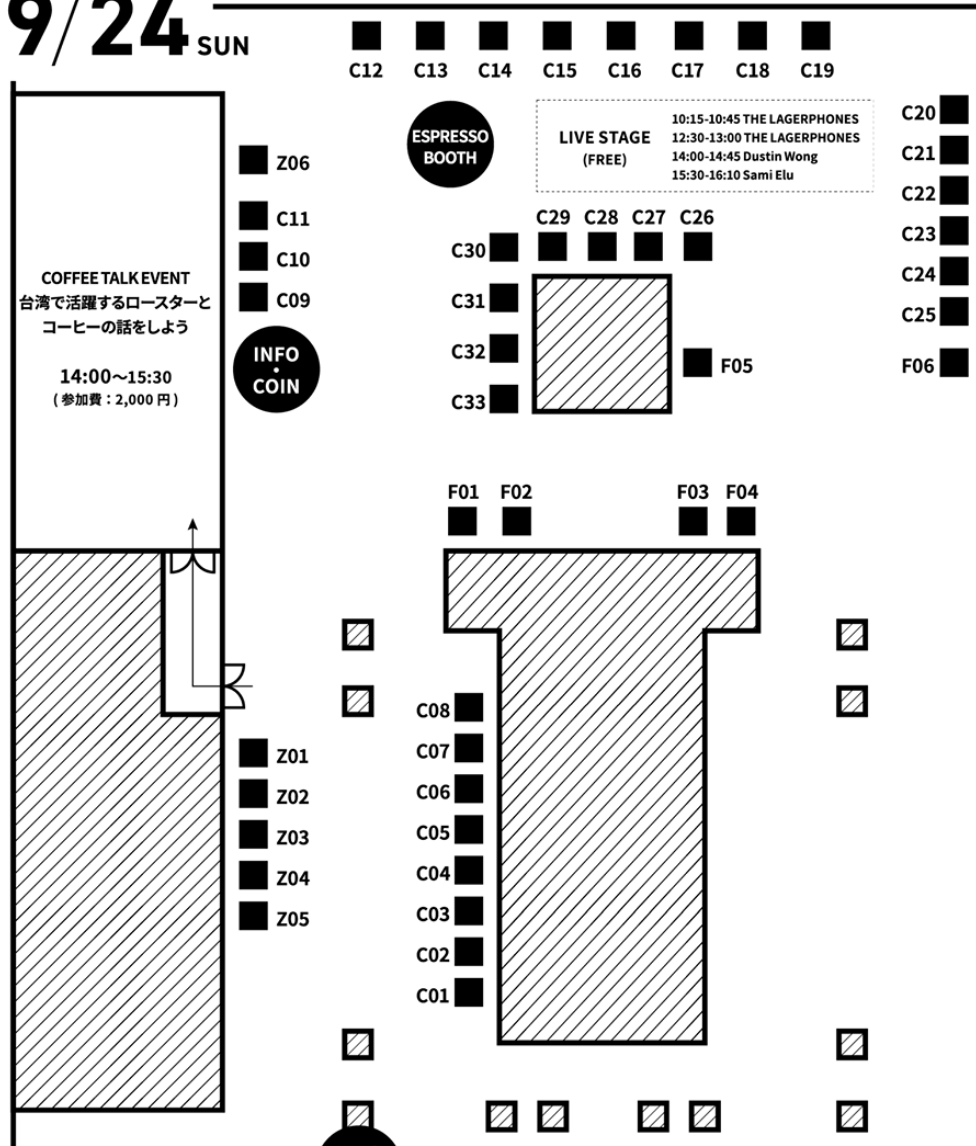 9/24 SUN
C12 C13 C14 C15 C16 C17 C18 C19
ESPRESSO
BOOTH
LIVE STAGE
(FREE)
10:15-10:45 THE LAGERPHONES
12:30-13:00 THE LAGERPHONES
14:00-14:45 Dustin Wong
15:30-16:10 Sami Elu
C20
C21
C22
C23
C24
C25
F06
Z06
C11
C10
C09
INFO
・
COIN
COFFEE TALK EVENT
台湾で活躍するロースターと
コーヒーの話をしよう
14:00〜15:30
(参加費:2,000 円)
C29 C28 C27 C26
C30
C31
C32
C33
F05
F01 F02 F03 F04
C08
C07
C06
C05
C04
C03
C02
C01
Z01
Z02
Z03
Z04
Z05